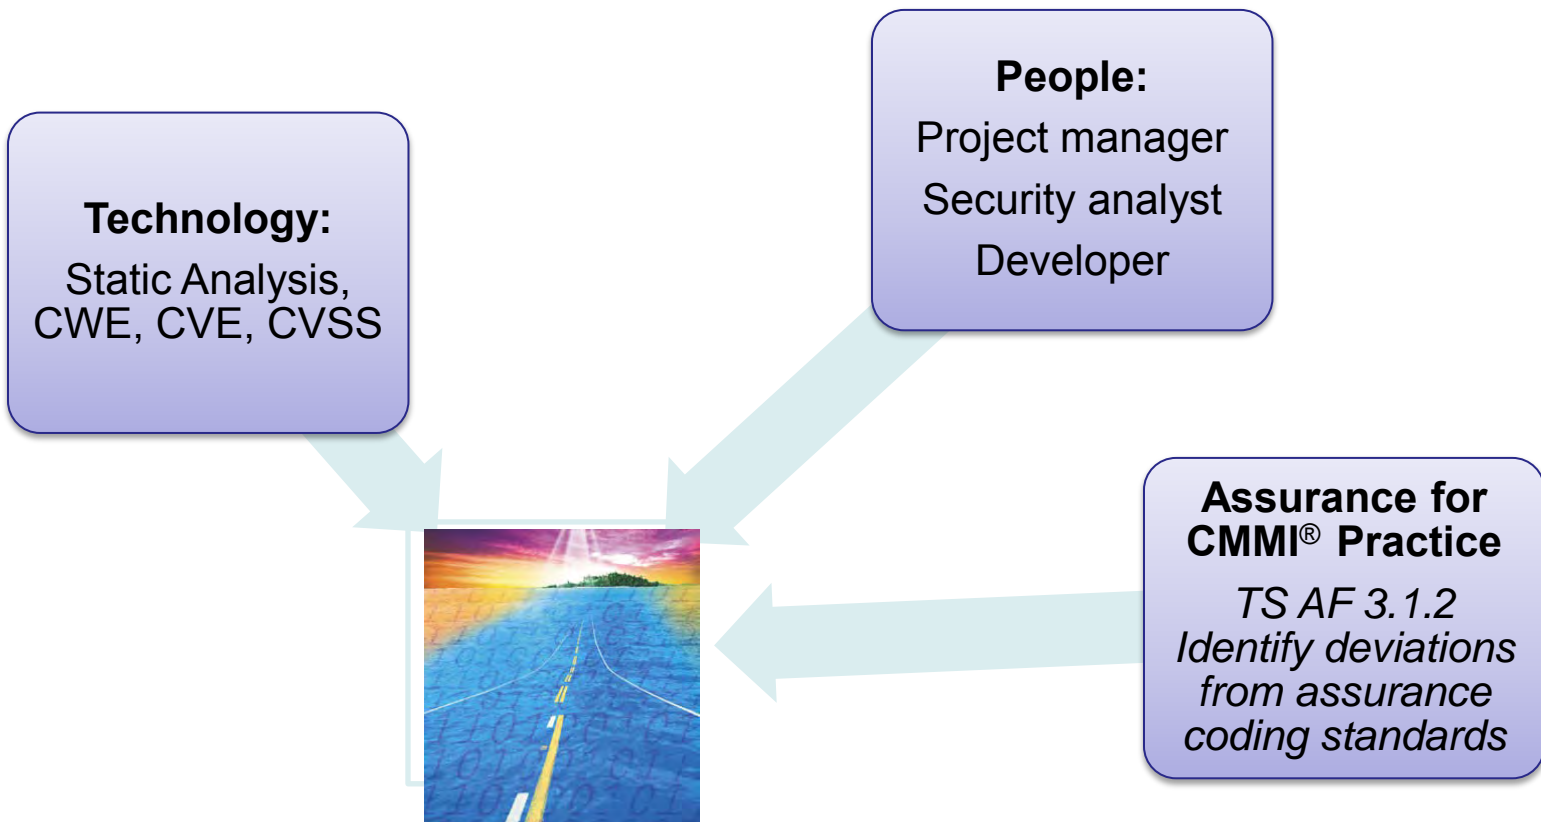 Technology:
Static Analysis,
CWE, CVE, CVSS
People:
Project manager
Security analyst
Developer
Assurance for
CMMI® Practice
TS AF 3.1.2
Identify deviations
from assurance
coding standards